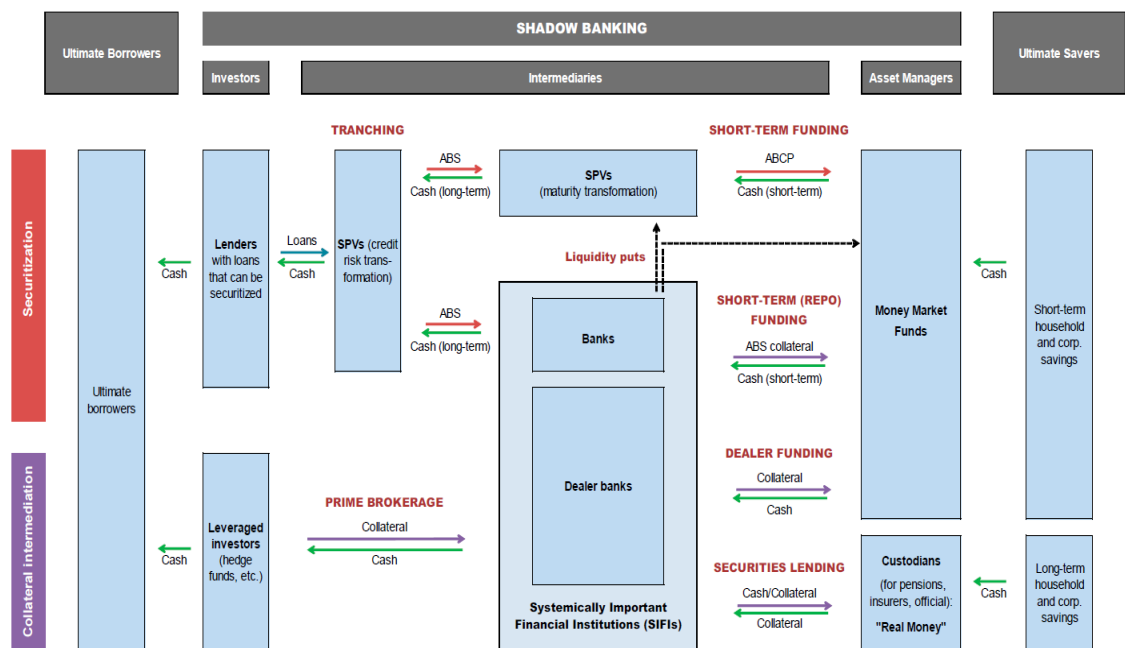 SHADOW BANKING
Ultimate Borrowers
Ultimate Savers
Investors
Intermediaries
Asset Managers
TRANCHING
SHORT-TERM FUNDING
Securitization
ABS
Cash (long-term)
SPVs
(maturity transformation)
ABCP
Cash (short-term)
Lenders
with loans
that can be
securitized
Loans
Cash
SPVs (credit
risk trans-
formation)
Liquidity puts
Cash
Cash
ABS
Cash (long-term)
Banks
SHORT-TERM (REPO)
FUNDING
ABS collateral
Cash (short-term)
Money Market
Funds
Short-term
household
and corp.
savings
Ultimate
borrowers
Collateral intermediation
Dealer banks
DEALER FUNDING
Collateral
Cash
PRIME BROKERAGE
Collateral
Cash
Leveraged
investors
(hedge
funds, etc.)
Cash
SECURITIES LENDING
Cash/Collateral
Collateral
Systemically Important
Financial Institutions (SIFIs)
Custodians
(for pensions,
insurers, official):
"Real Money"
Cash
Long-term
household
and corp.
savings